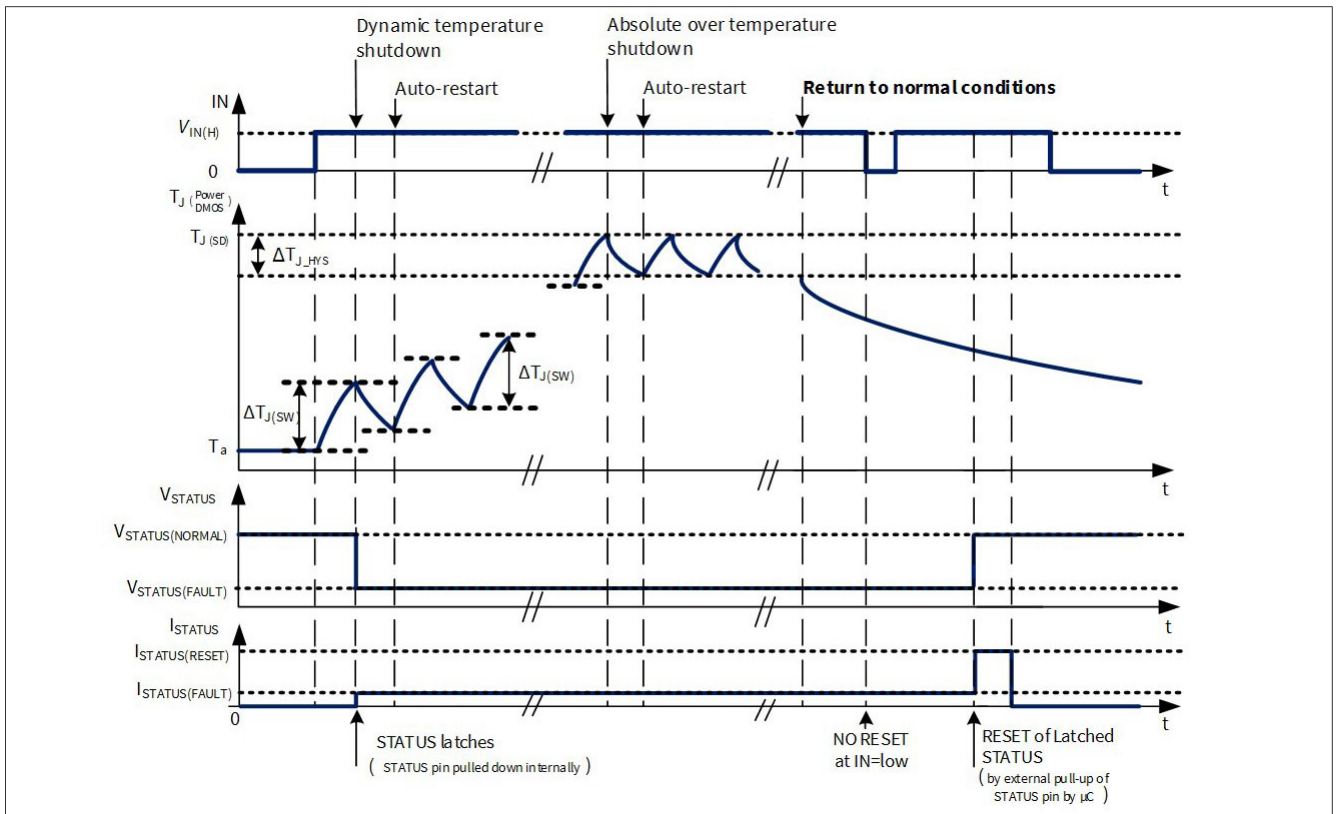 Dynamic temperature
shutdown
Absolute over temperature
shutdown
Auto-restart
Auto-restart
Return to normal conditions
IN
VIN(H)
0
t
TJ (Power DMOS)
TJ (SD)
ΔTJ_HYS
ΔTJ(SW)
ΔTJ(SW)
Ta
t
VSTATUS
VSTATUS(NORMAL)
VSTATUS(FAULT)
t
ISTATUS
ISTATUS(RESET)
ISTATUS(FAULT)
0
t
STATUS latches
( STATUS pin pulled down internally )
NO RESET
at IN=low
RESET of Latched
STATUS
(by external pull-up of
STATUS pin by µC )